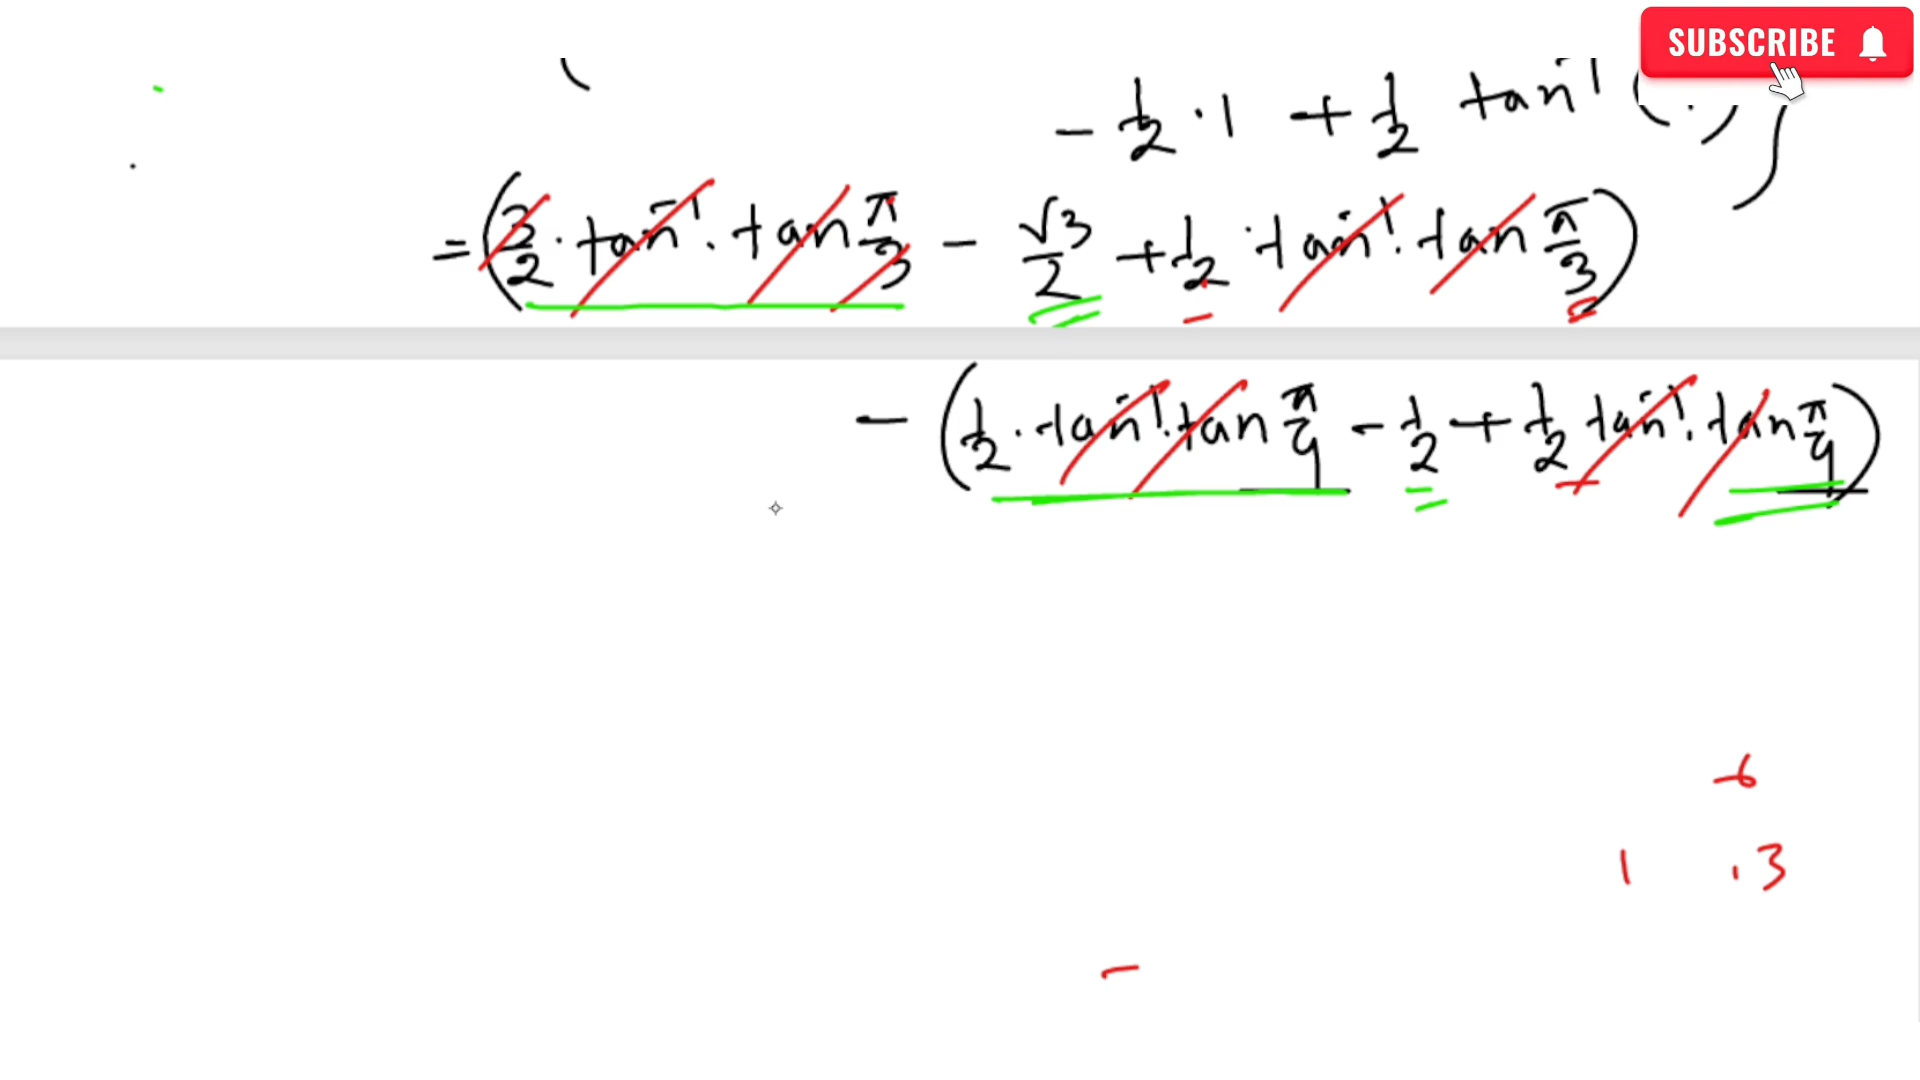 SUBSCRIBE
- 1/2 · 1 + 1/2 tan⁻¹ ( )
= (3/2 · tan⁻¹ · tan π/3 - √3/2 + 1/2 · tan⁻¹ · tan π/3)
- (1/2 · tan⁻¹ · tan π/4 - 1/2 + 1/2 tan⁻¹ · tan π/4)
6
1 . 3
-